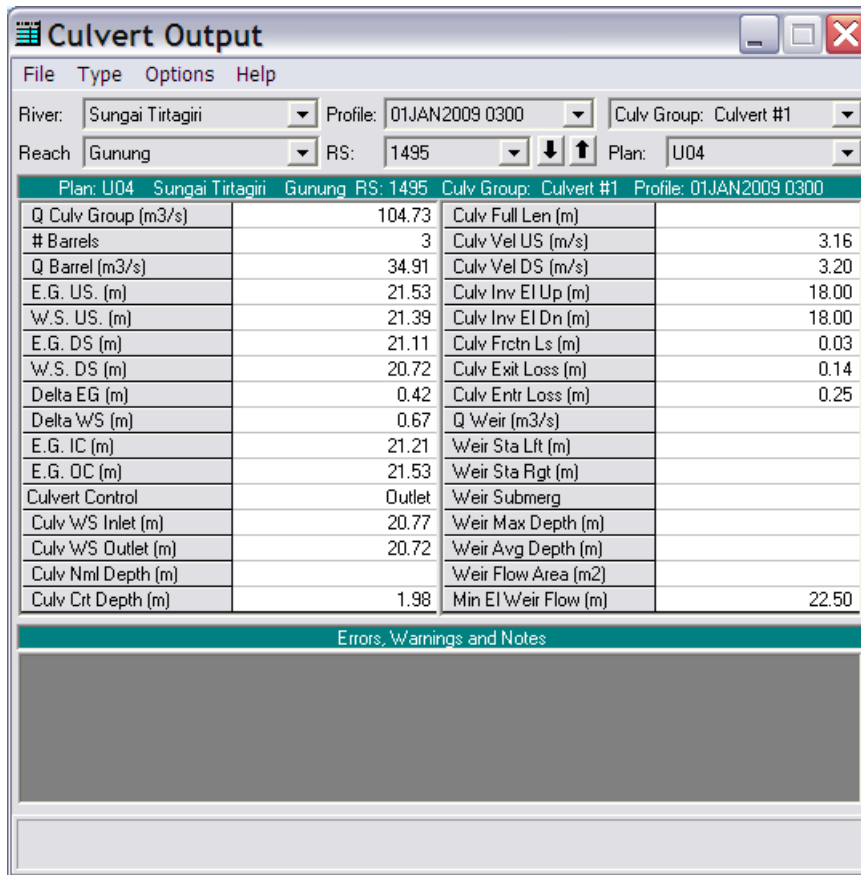 Culvert Output
File Type Options Help
River: Sungai Tirtagiri Profile: 01JAN2009 0300 Culv Group: Culvert #1
Reach Gunung RS: 1495 Plan: U04
Plan: U04 Sungai Tirtagiri Gunung RS: 1495 Culv Group: Culvert #1 Profile: 01JAN2009 0300
Q Culv Group (m3/s) 104.73 Culv Full Len (m)
# Barrels 3 Culv Vel US (m/s) 3.16
Q Barrel (m3/s) 34.91 Culv Vel DS (m/s) 3.20
E.G. US. (m) 21.53 Culv Inv El Up (m) 18.00
W.S. US. (m) 21.39 Culv Inv El Dn (m) 18.00
E.G. DS (m) 21.11 Culv Frctn Ls (m) 0.03
W.S. DS (m) 20.72 Culv Exit Loss (m) 0.14
Delta EG (m) 0.42 Culv Entr Loss (m) 0.25
Delta WS (m) 0.67 Q Weir (m3/s)
E.G. IC (m) 21.21 Weir Sta Lft (m)
E.G. OC (m) 21.53 Weir Sta Rgt (m)
Culvert Control Outlet Weir Submerg
Culv WS Inlet (m) 20.77 Weir Max Depth (m)
Culv WS Outlet (m) 20.72 Weir Avg Depth (m)
Culv Nml Depth (m) Weir Flow Area (m2)
Culv Crt Depth (m) 1.98 Min El Weir Flow (m) 22.50
Errors, Warnings and Notes